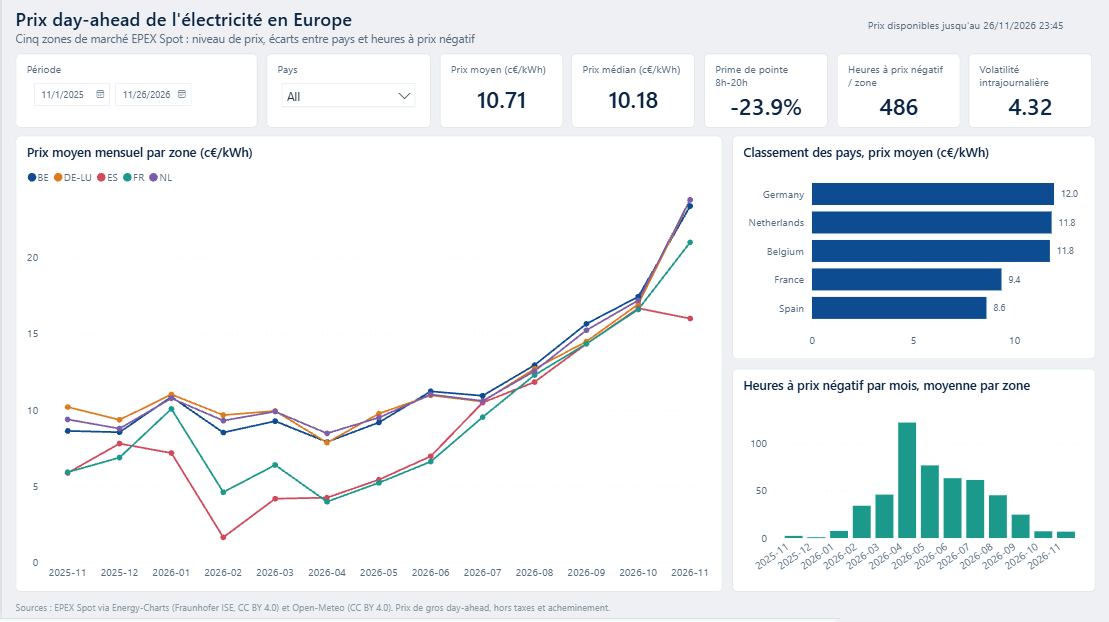 Prix day-ahead de l'électricité en Europe
Cinq zones de marché EPEX Spot : niveau de prix, écarts entre pays et heures à prix négatif
Prix disponibles jusqu'au 26/11/2026 23:45
Période
11/1/2025
11/26/2026
Pays
All
Prix moyen (c€/kWh)
10.71
Prix médian (c€/kWh)
10.18
Prime de pointe
8h-20h
-23.9%
Heures à prix négatif
/ zone
486
Volatilité
intrajournalière
4.32
Prix moyen mensuel par zone (c€/kWh)
BE DE-LU ES FR NL
20
15
10
5
0
2025-11 2025-12 2026-01 2026-02 2026-03 2026-04 2026-05 2026-06 2026-07 2026-08 2026-09 2026-10 2026-11
Classement des pays, prix moyen (c€/kWh)
Germany 12.0
Netherlands 11.8
Belgium 11.8
France 9.4
Spain 8.6
0 5 10
Heures à prix négatif par mois, moyenne par zone
100
50
0
2025-11 2025-12 2026-01 2026-02 2026-03 2026-04 2026-05 2026-06 2026-07 2026-08 2026-09 2026-10 2026-11
Sources : EPEX Spot via Energy-Charts (Fraunhofer ISE, CC BY 4.0) et Open-Meteo (CC BY 4.0). Prix de gros day-ahead, hors taxes et acheminement.